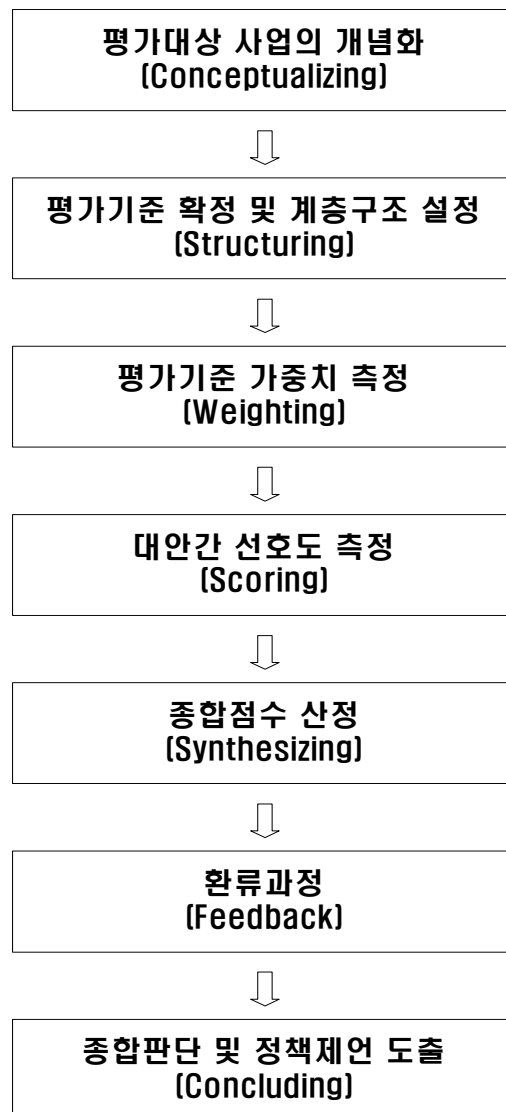 평가대상 사업의 개념화
(Conceptualizing)
평가기준 확정 및 계층구조 설정
(Structuring)
평가기준 가중치 측정
(Weighting)
대안간 선호도 측정
(Scoring)
종합점수 산정
(Synthesizing)
환류과정
(Feedback)
종합판단 및 정책제언 도출
(Concluding)